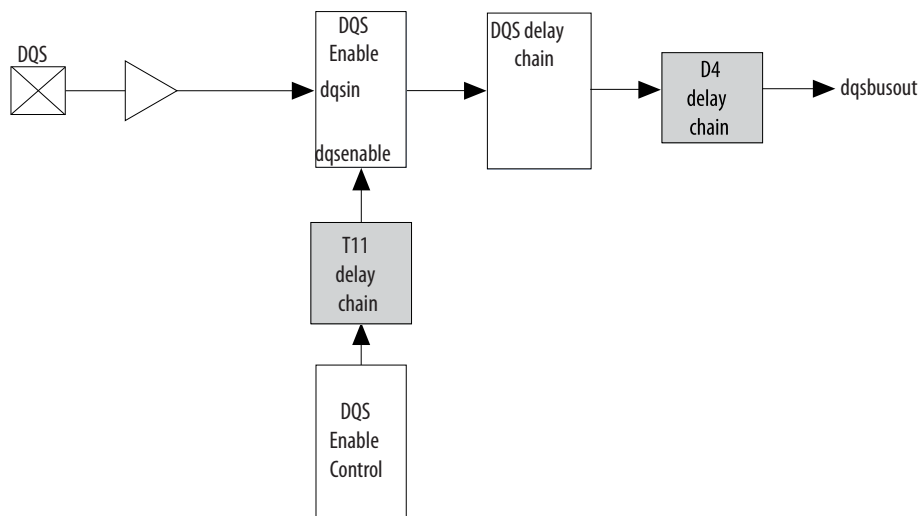 DQS
DQS
Enable
dqsin
dqsenable
DQS delay
chain
D4
delay
chain
dqsbusout
T11
delay
chain
DQS
Enable
Control